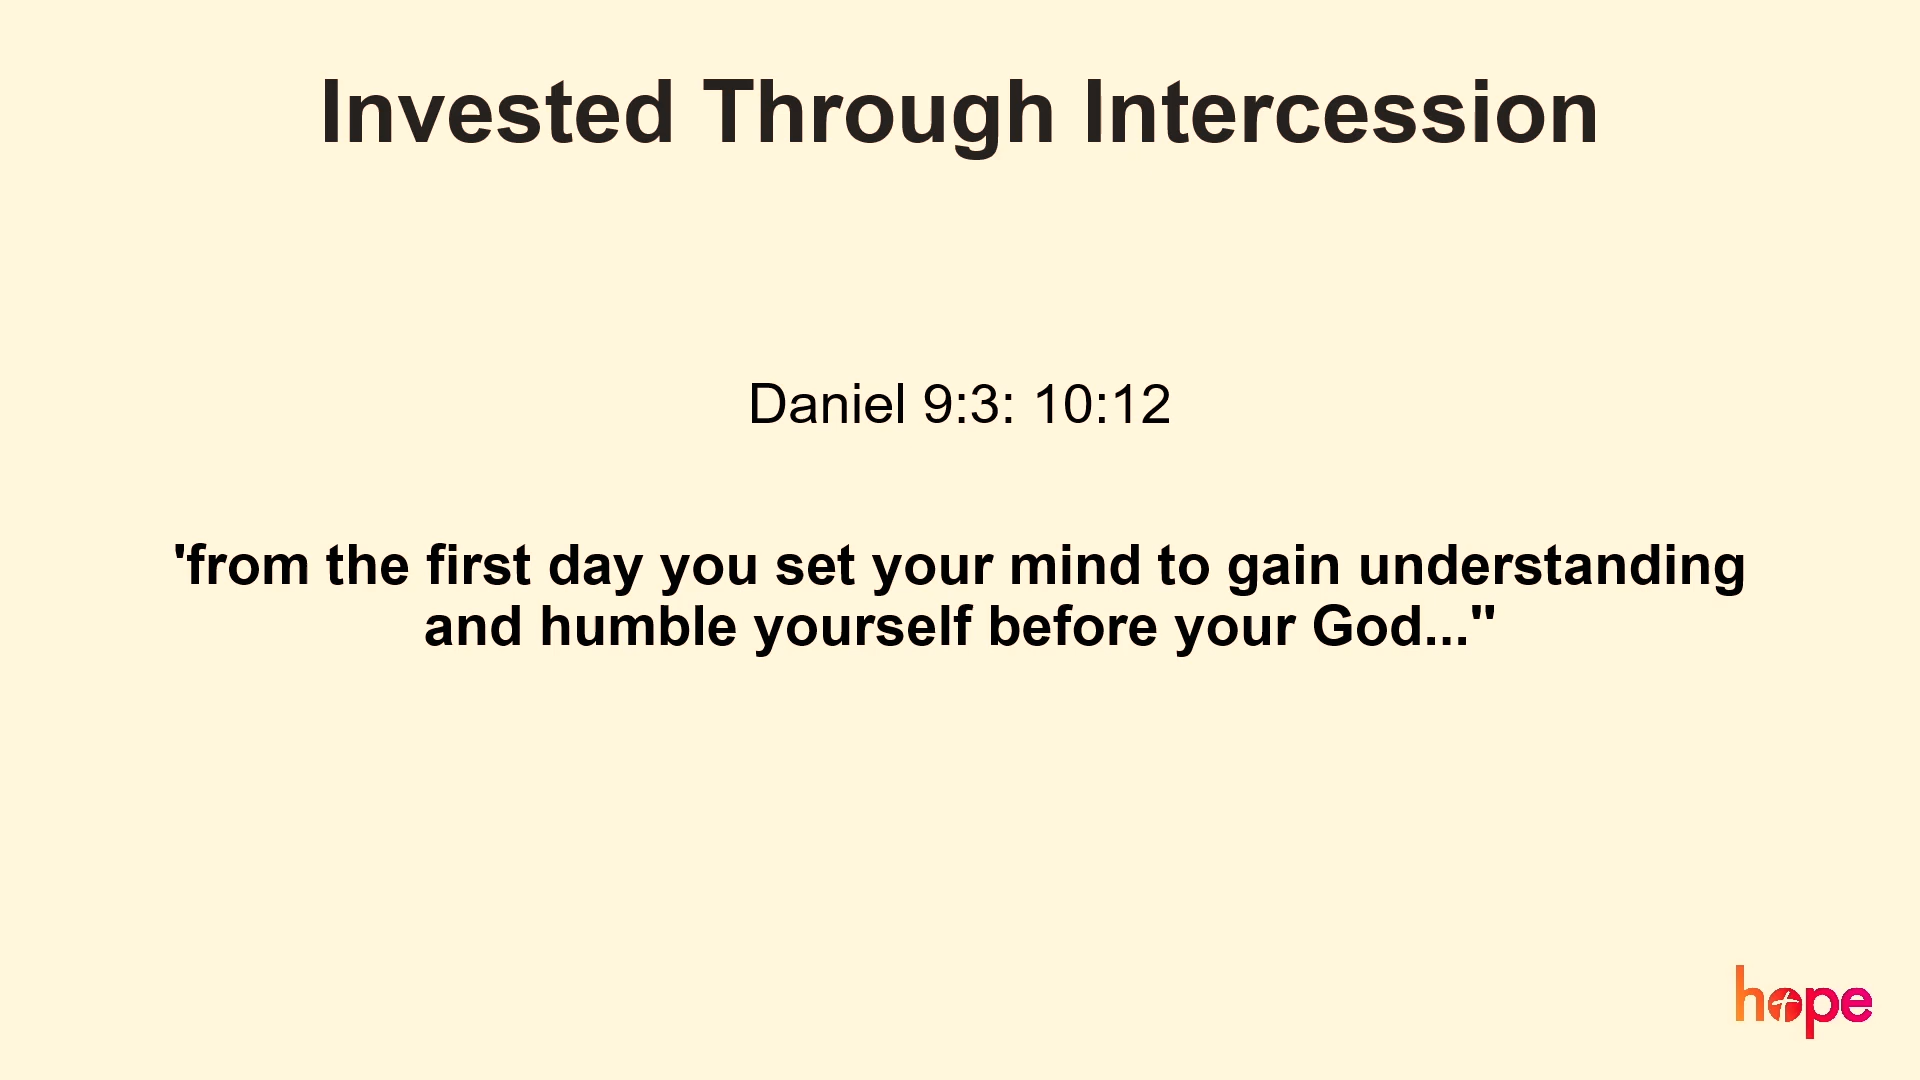 Invested Through Intercession
Daniel 9:3: 10:12
'from the first day you set your mind to gain understanding
and humble yourself before your God..."
hope